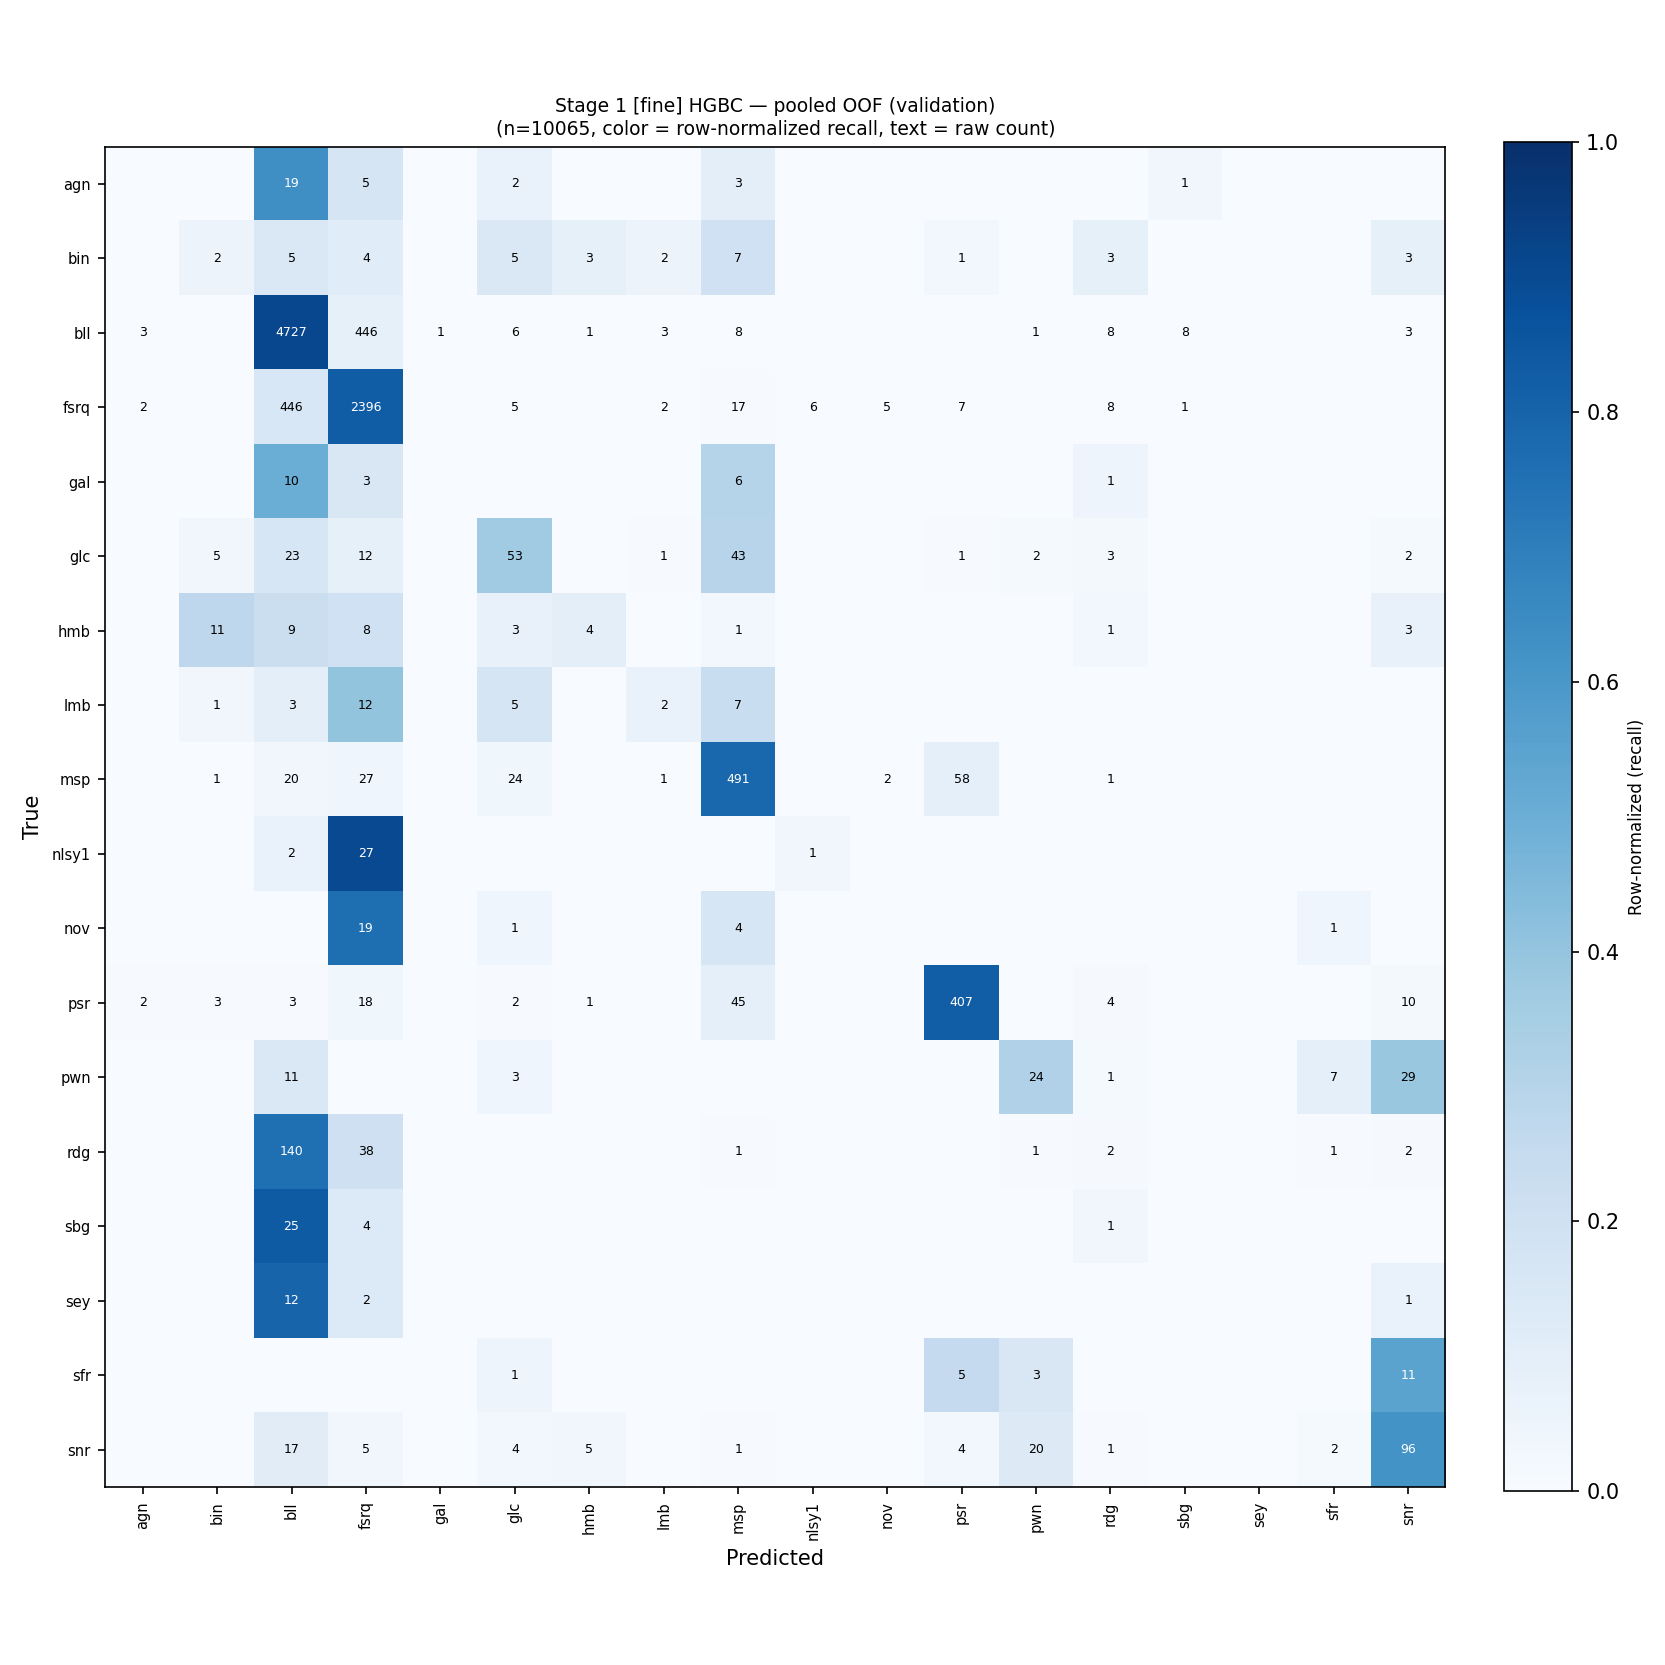 Stage 1 [fine] HGBC — pooled OOF (validation)
(n=10065, color = row-normalized recall, text = raw count)
agn 19 5 2 3 1
bin 2 5 4 5 3 2 7 1 3 3
bll 3 4727 446 1 6 1 3 8 1 8 8 3
fsrq 2 446 2396 5 2 17 6 5 7 8 1
gal 10 3 6 1
glc 5 23 12 53 1 43 1 2 3 2
hmb 11 9 8 3 4 1 1 3
lmb 1 3 12 5 2 7
msp 1 20 27 24 1 491 2 58 1
nlsy1 2 27 1
nov 19 1 4 1
psr 2 3 3 18 2 1 45 407 4 10
pwn 11 3 24 1 7 29
rdg 140 38 1 1 2 1 2
sbg 25 4 1
sey 12 2 1
sfr 1 5 3 11
snr 17 5 4 5 1 4 20 1 2 96
True
agn bin bll fsrq gal glc hmb lmb msp nlsy1 nov psr pwn rdg sbg sey sfr snr
Predicted
1.0
0.8
0.6
0.4
0.2
0.0
Row-normalized (recall)